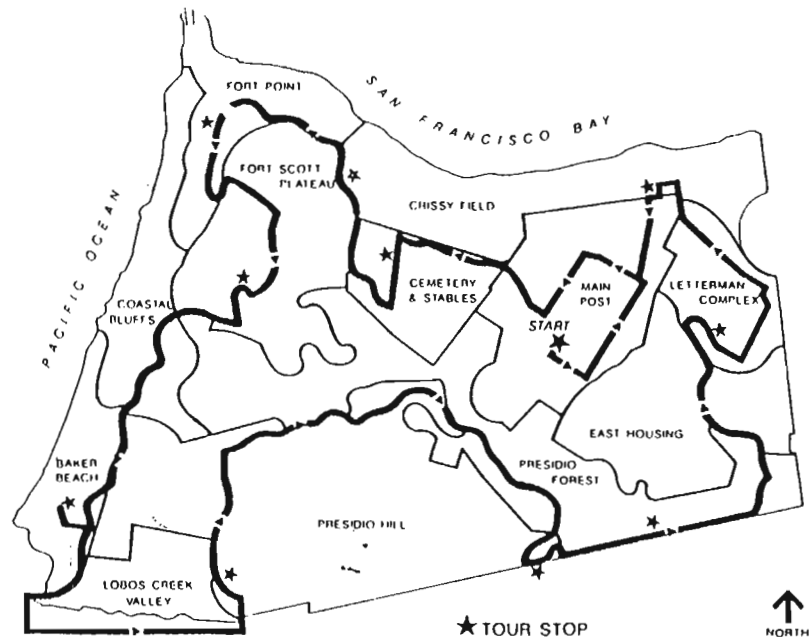 FORT POINT
SAN FRANCISCO BAY
FORT SCOTT
PLATEAU
CRISSY FIELD
PACIFIC OCEAN
COASTAL
BLUFFS
CEMETERY
& STABLES
MAIN
POST
LETTERMAN
COMPLEX
START
EAST HOUSING
BAKER
BEACH
PRESIDIO
FOREST
PRESIDIO HILL
LOBOS CREEK
VALLEY
TOUR STOP
NORTH